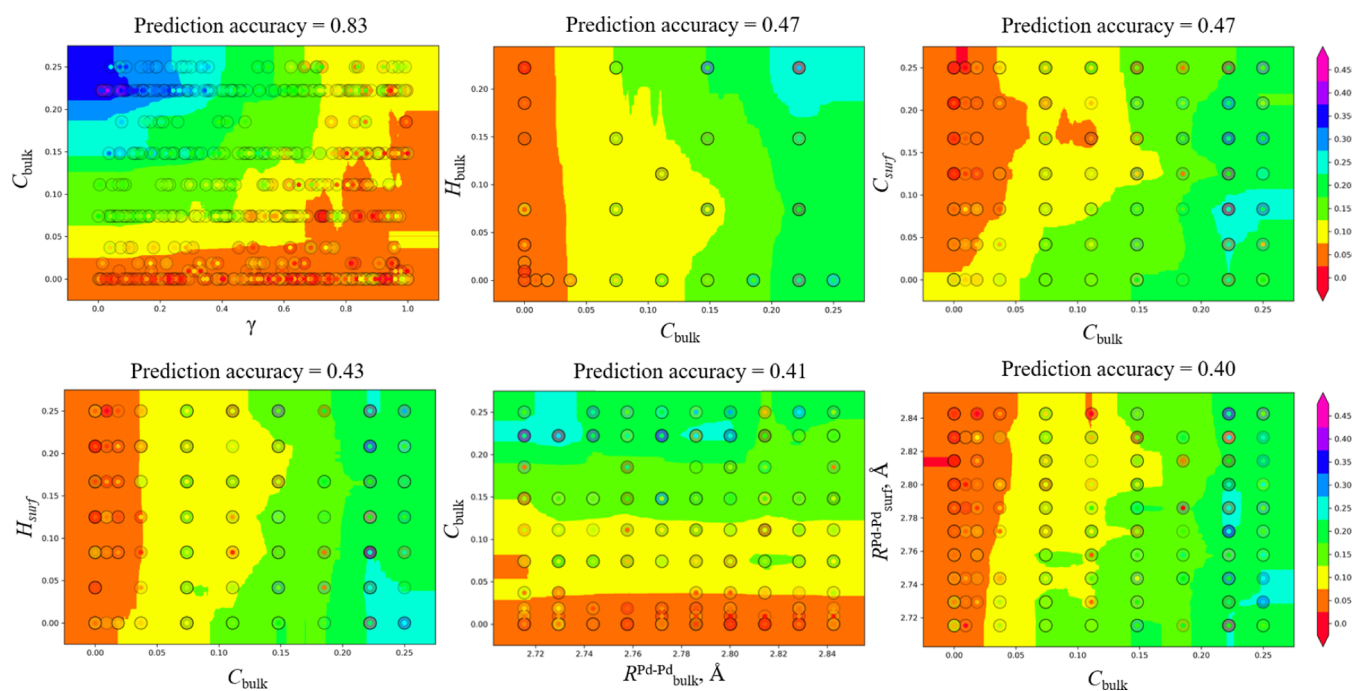 Prediction accuracy = 0.83
C_bulk
0.25
0.20
0.15
0.10
0.05
0.00
0.0 0.2 0.4 0.6 0.8 1.0
γ
Prediction accuracy = 0.47
H_bulk
0.25
0.20
0.15
0.10
0.05
0.00
0.00 0.05 0.10 0.15 0.20 0.25
C_bulk
Prediction accuracy = 0.47
C_surf
0.25
0.20
0.15
0.10
0.05
0.00
0.00 0.05 0.10 0.15 0.20 0.25
C_bulk
0.45
0.40
0.35
0.30
0.25
0.20
0.15
0.10
0.05
0.0
Prediction accuracy = 0.43
H_surf
0.25
0.20
0.15
0.10
0.05
0.00
0.00 0.05 0.10 0.15 0.20 0.25
C_bulk
Prediction accuracy = 0.41
C_bulk
0.25
0.20
0.15
0.10
0.05
0.00
2.72 2.74 2.76 2.78 2.80 2.82 2.84
R^Pd-Pd_bulk, Å
Prediction accuracy = 0.40
R^Pd-Pd_surf, Å
2.84
2.82
2.80
2.78
2.76
2.74
2.72
0.00 0.05 0.10 0.15 0.20 0.25
C_bulk
0.45
0.40
0.35
0.30
0.25
0.20
0.15
0.10
0.05
0.0